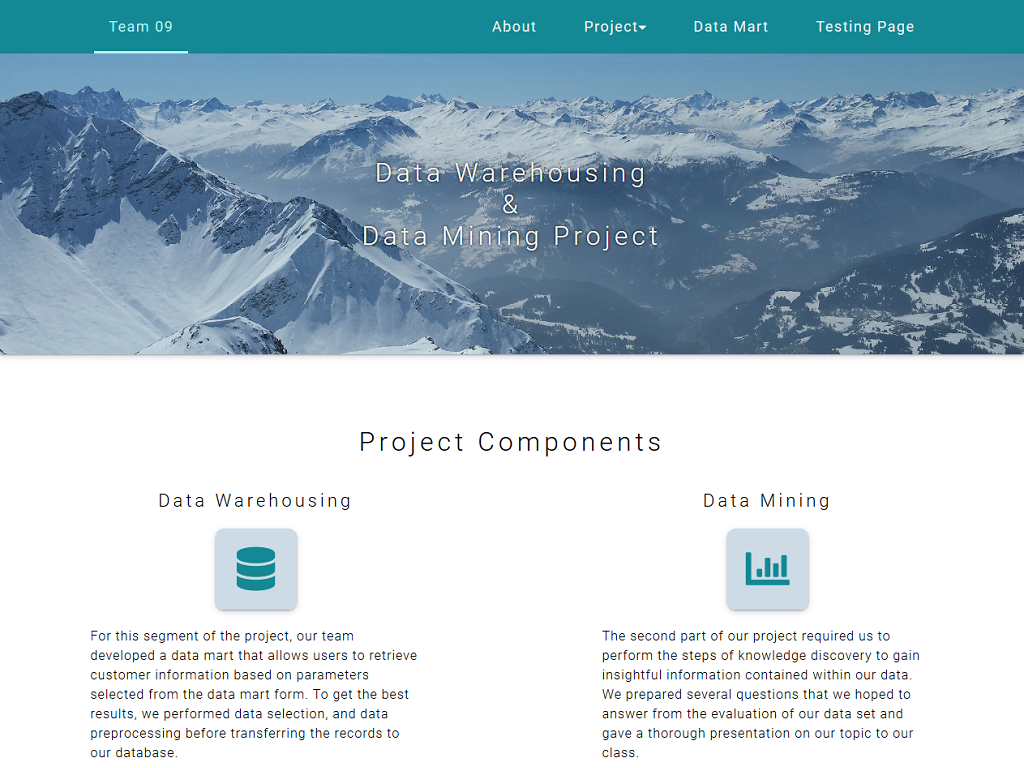 Team 09
About
Project
Data Mart
Testing Page
Data Warehousing
&
Data Mining Project
Project Components
Data Warehousing
For this segment of the project, our team
developed a data mart that allows users to retrieve
customer information based on parameters
selected from the data mart form. To get the best
results, we performed data selection, and data
preprocessing before transferring the records to
our database.
Data Mining
The second part of our project required us to
perform the steps of knowledge discovery to gain
insightful information contained within our data.
We prepared several questions that we hoped to
answer from the evaluation of our data set and
gave a thorough presentation on our topic to our
class.